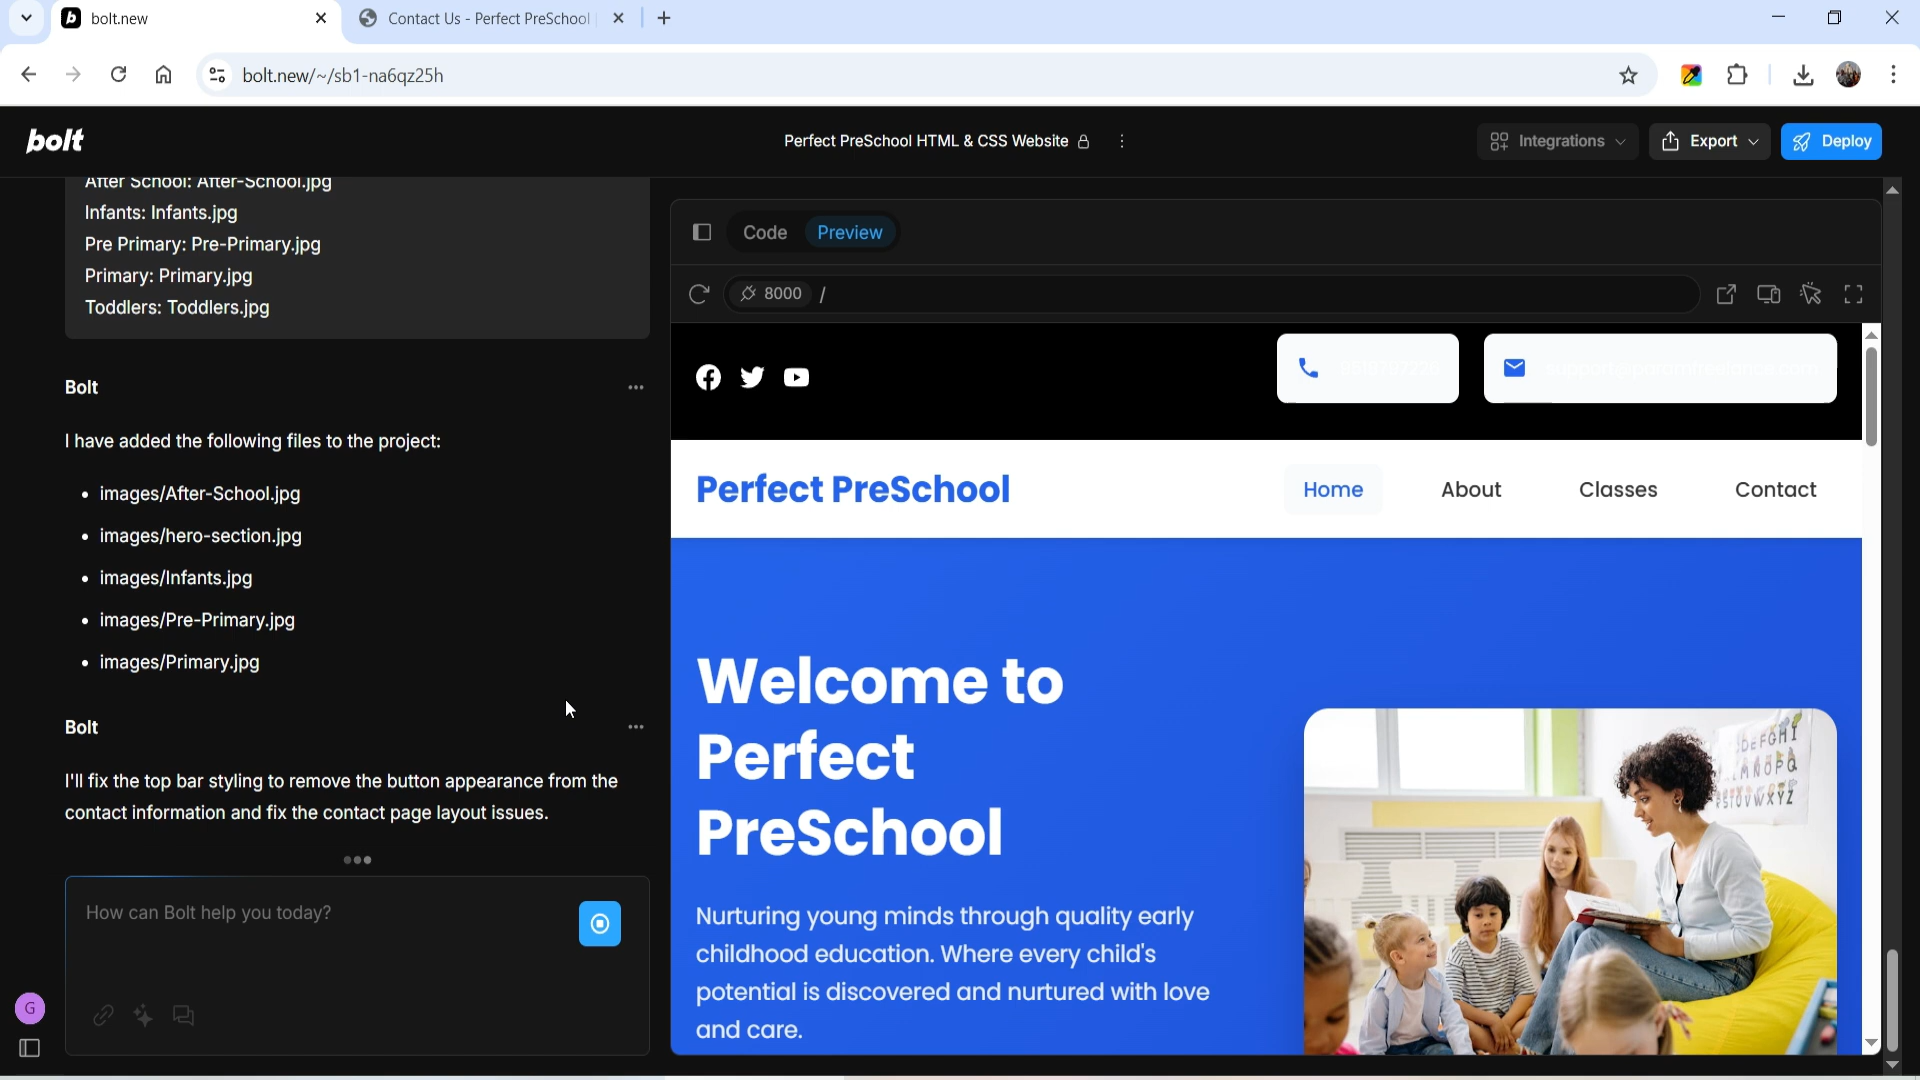 bolt.new
Contact Us - Perfect PreSchool
bolt.new/~/sb1-na6qz25h
bolt
Perfect PreSchool HTML & CSS Website
Integrations
Export
Deploy
After School: After-School.jpg
Infants: Infants.jpg
Pre Primary: Pre-Primary.jpg
Primary: Primary.jpg
Toddlers: Toddlers.jpg
Bolt
I have added the following files to the project:
• images/After-School.jpg
• images/hero-section.jpg
• images/Infants.jpg
• images/Pre-Primary.jpg
• images/Primary.jpg
Bolt
I'll fix the top bar styling to remove the button appearance from the
contact information and fix the contact page layout issues.
How can Bolt help you today?
G
Code
Preview
8000
/
Perfect PreSchool
Home
About
Classes
Contact
Welcome to
Perfect
PreSchool
Nurturing young minds through quality early
childhood education. Where every child's
potential is discovered and nurtured with love
and care.